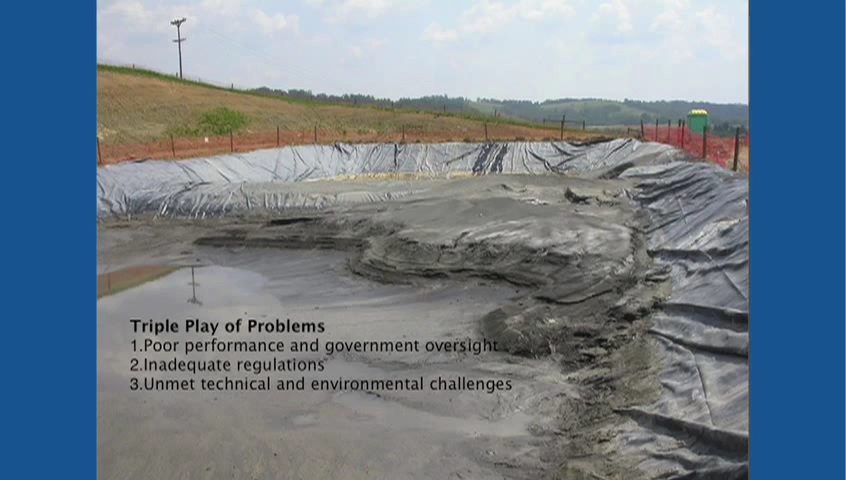 Triple Play of Problems
1.Poor performance and government oversight
2.Inadequate regulations
3.Unmet technical and environmental challenges